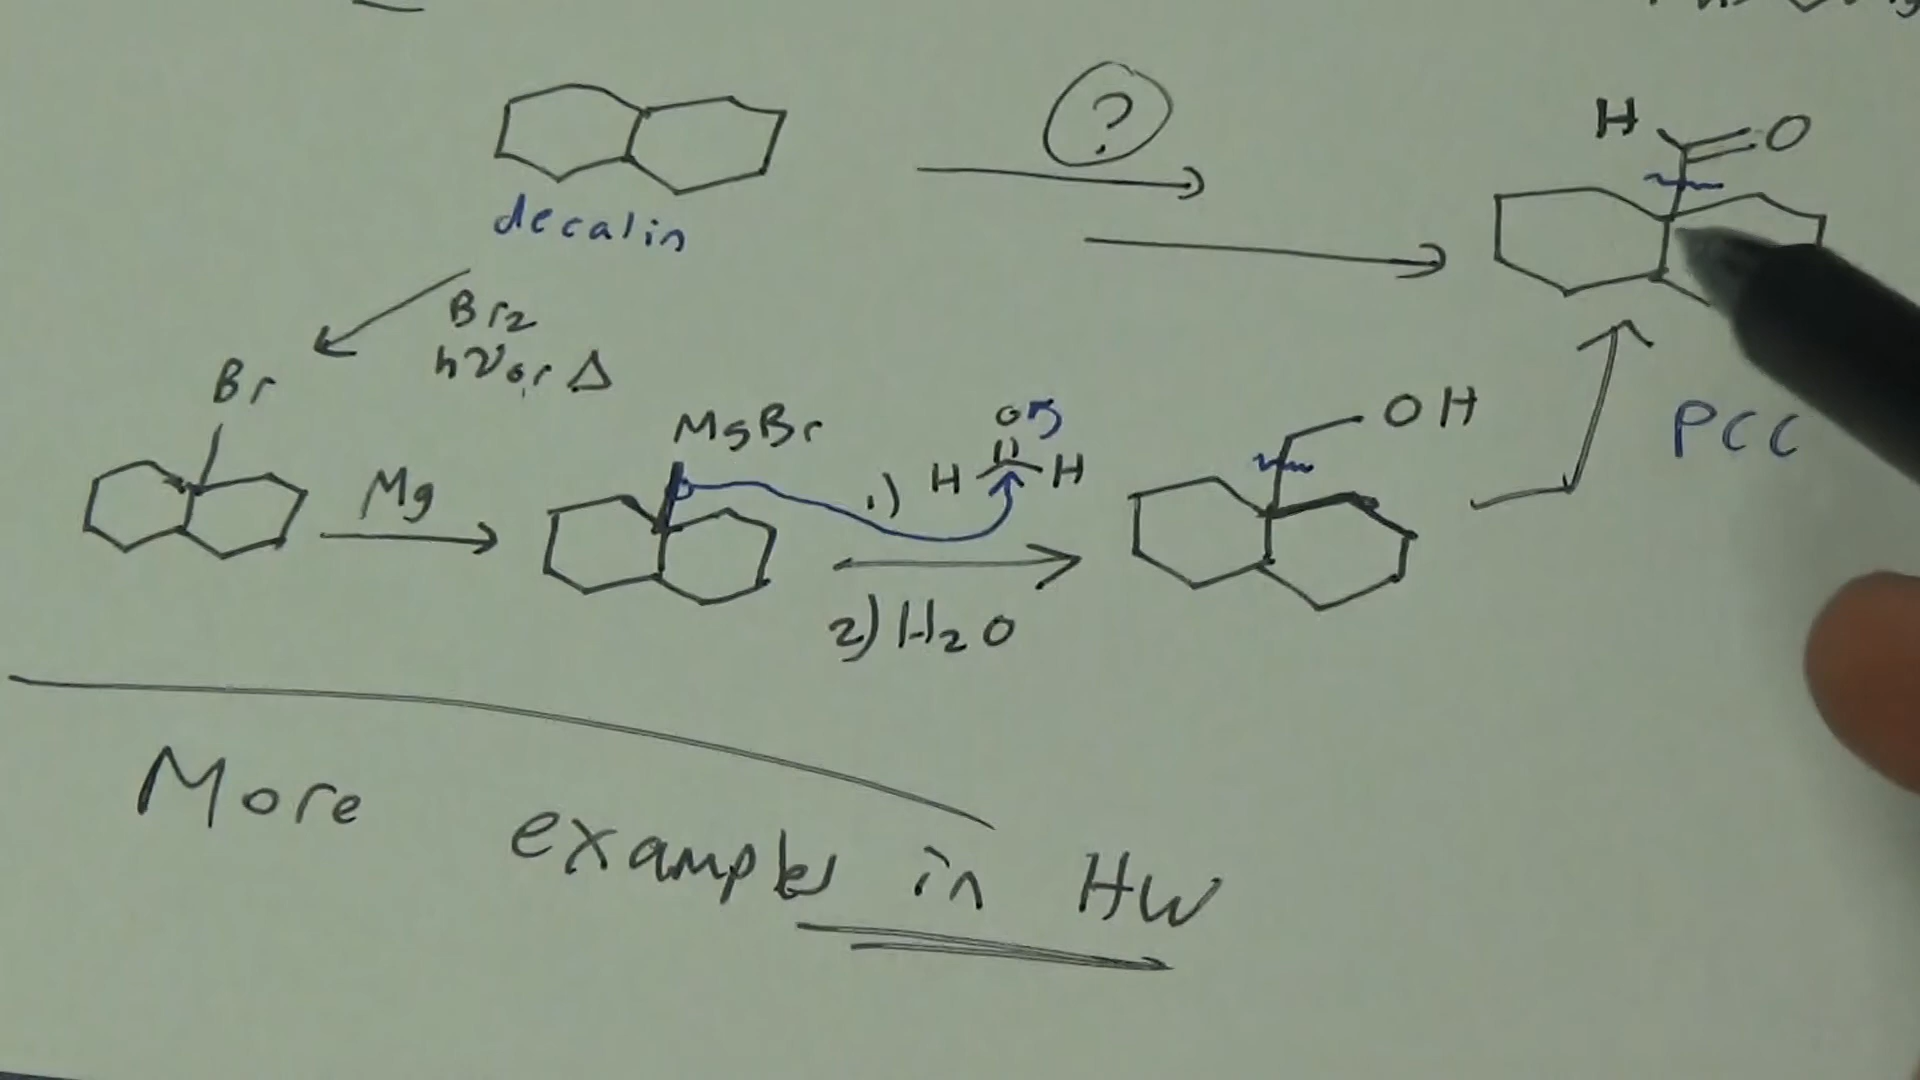 ?
H
O
decalin
Br2
hν or Δ
Br
Mg
MgBr
1)
O
H H
2) H2O
OH
PCC
More examples in HW